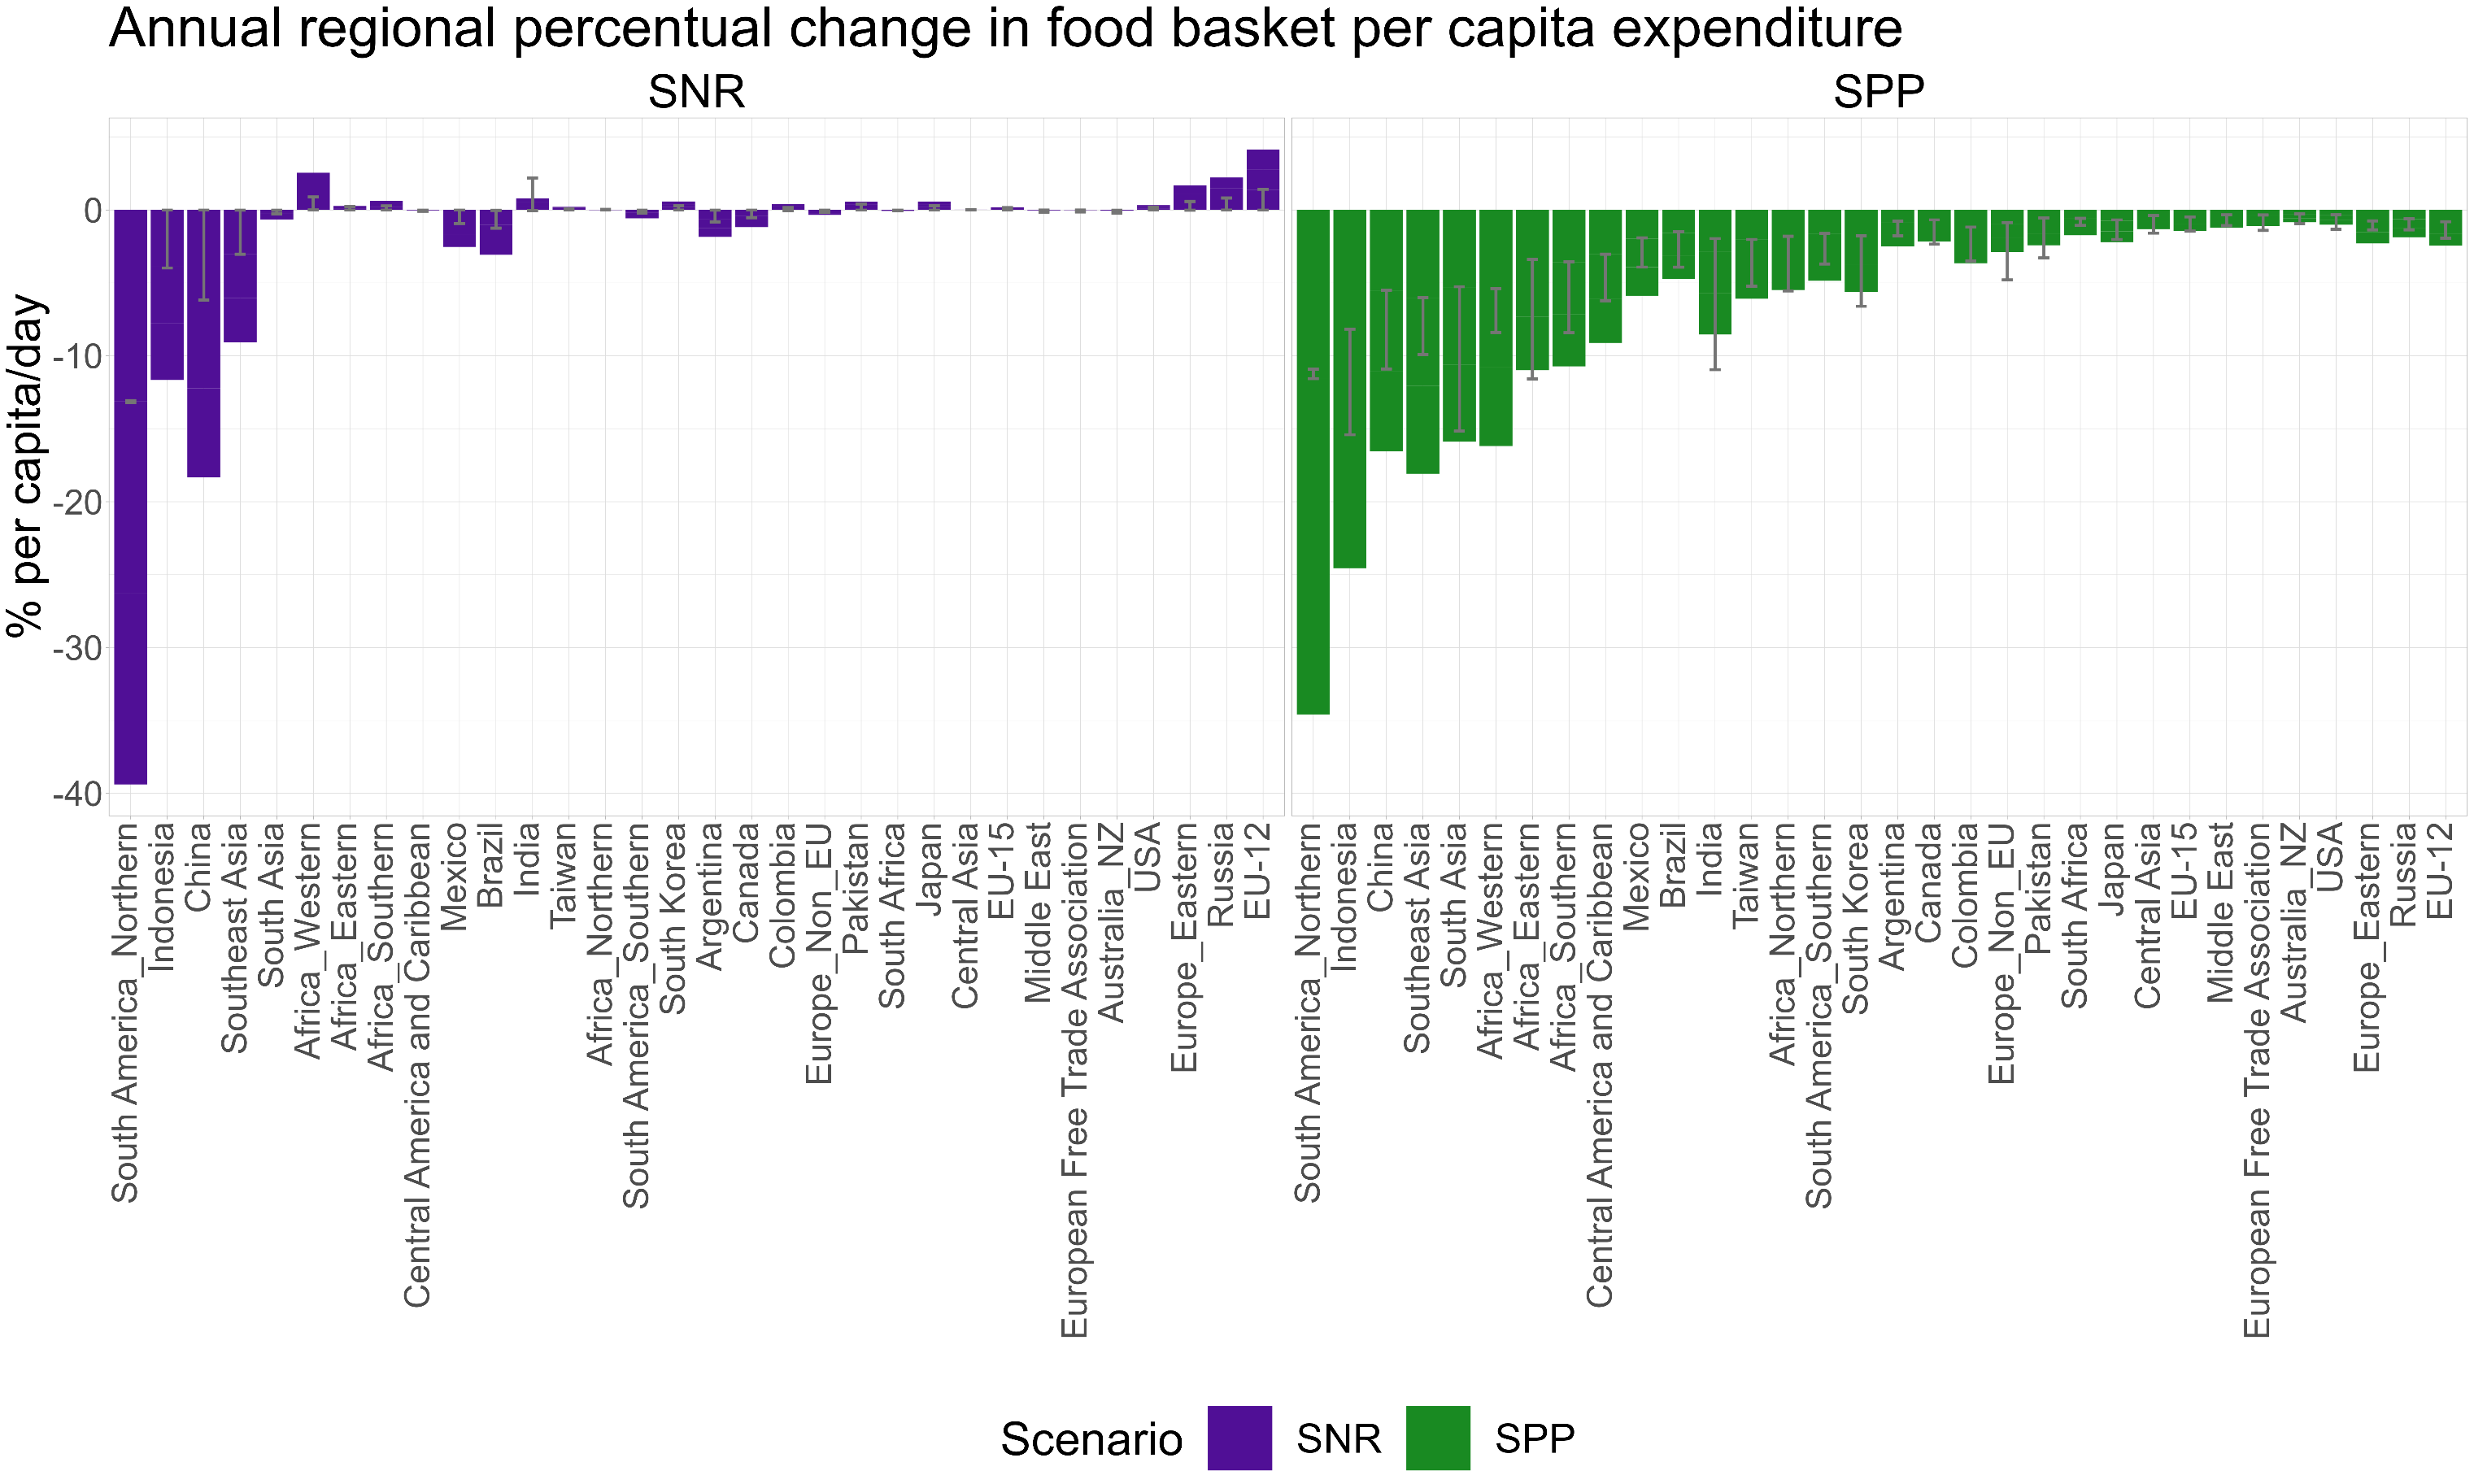 Annual regional percentual change in food basket per capita expenditure
SNR
SPP
% per capita/day
0
-10
-20
-30
-40
South America_Northern
Indonesia
China
Southeast Asia
South Asia
Africa_Western
Africa_Eastern
Africa_Southern
Central America and Caribbean
Mexico
Brazil
India
Taiwan
Africa_Northern
South America_Southern
South Korea
Argentina
Canada
Colombia
Europe_Non_EU
Pakistan
South Africa
Japan
Central Asia
EU-15
Middle East
European Free Trade Association
Australia_NZ
USA
Europe_Eastern
Russia
EU-12
South America_Northern
Indonesia
China
Southeast Asia
South Asia
Africa_Western
Africa_Eastern
Africa_Southern
Central America and Caribbean
Mexico
Brazil
India
Taiwan
Africa_Northern
South America_Southern
South Korea
Argentina
Canada
Colombia
Europe_Non_EU
Pakistan
South Africa
Japan
Central Asia
EU-15
Middle East
European Free Trade Association
Australia_NZ
USA
Europe_Eastern
Russia
EU-12
Scenario SNR SPP